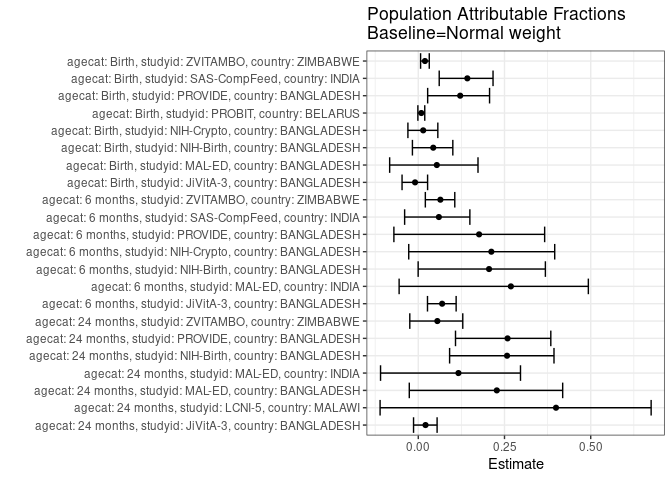 Population Attributable Fractions
Baseline=Normal weight
agecat: Birth, studyid: ZVITAMBO, country: ZIMBABWE
agecat: Birth, studyid: SAS-CompFeed, country: INDIA
agecat: Birth, studyid: PROVIDE, country: BANGLADESH
agecat: Birth, studyid: PROBIT, country: BELARUS
agecat: Birth, studyid: NIH-Crypto, country: BANGLADESH
agecat: Birth, studyid: NIH-Birth, country: BANGLADESH
agecat: Birth, studyid: MAL-ED, country: BANGLADESH
agecat: Birth, studyid: JiVitA-3, country: BANGLADESH
agecat: 6 months, studyid: ZVITAMBO, country: ZIMBABWE
agecat: 6 months, studyid: SAS-CompFeed, country: INDIA
agecat: 6 months, studyid: PROVIDE, country: BANGLADESH
agecat: 6 months, studyid: NIH-Crypto, country: BANGLADESH
agecat: 6 months, studyid: NIH-Birth, country: BANGLADESH
agecat: 6 months, studyid: MAL-ED, country: INDIA
agecat: 6 months, studyid: JiVitA-3, country: BANGLADESH
agecat: 24 months, studyid: ZVITAMBO, country: ZIMBABWE
agecat: 24 months, studyid: PROVIDE, country: BANGLADESH
agecat: 24 months, studyid: NIH-Birth, country: BANGLADESH
agecat: 24 months, studyid: MAL-ED, country: INDIA
agecat: 24 months, studyid: MAL-ED, country: BANGLADESH
agecat: 24 months, studyid: LCNI-5, country: MALAWI
agecat: 24 months, studyid: JiVitA-3, country: BANGLADESH
0.00 0.25 0.50
Estimate